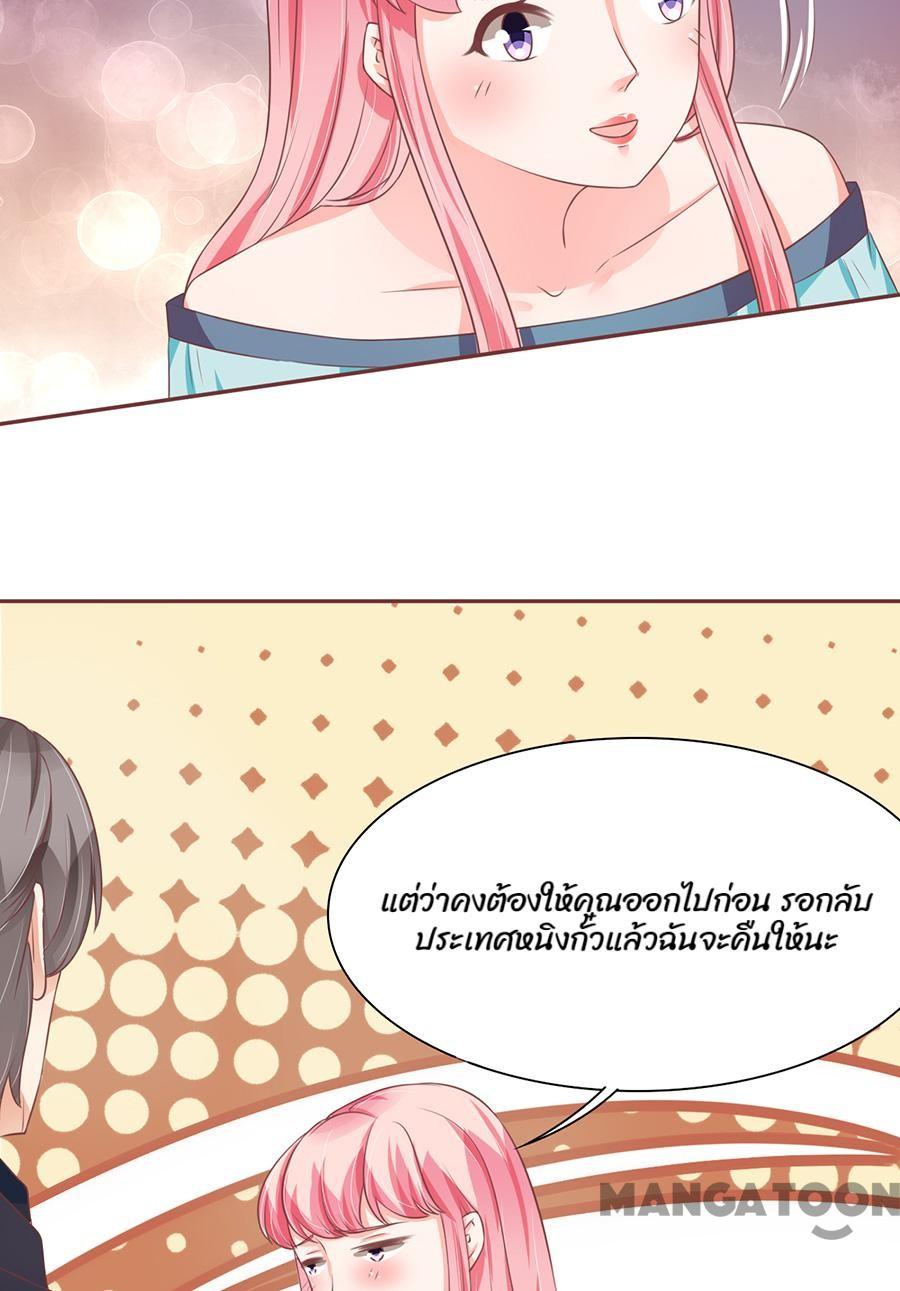 แต่ว่าคงต้องให้คุณออกไปก่อน รอกลับ
ประเทศหนิงกั๋วแล้วฉันจะคืนให้นะ
MANGATOON